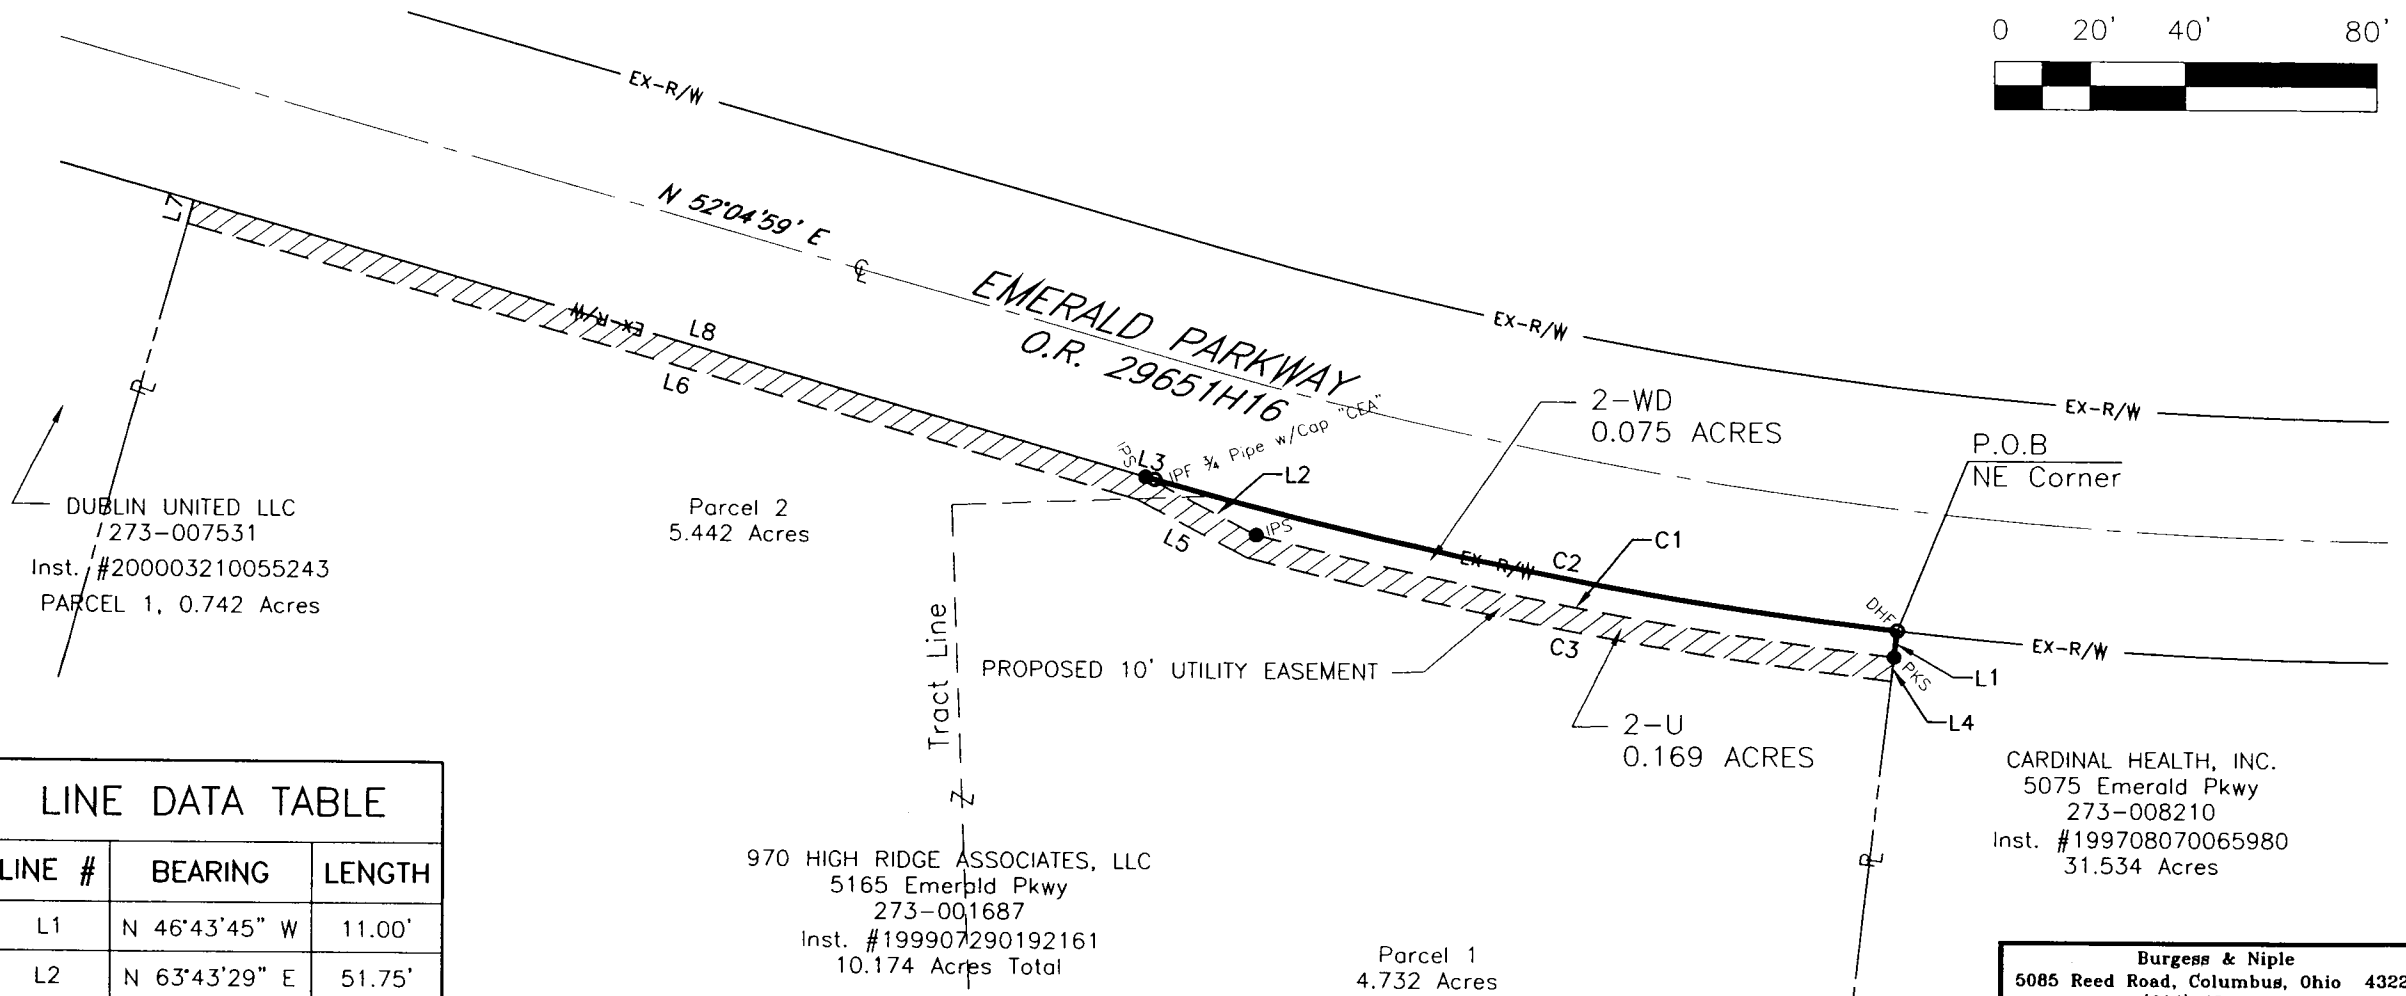 0 20' 40' 80'
EX-R/W
L7
N 52°04'59' E
EMERALD PARKWAY
O.R. 29651H16
EX-R/W
EX-R/W
EX-R/W
L8
L6
IPS
L3
IPF ¾ Pipe w/Cap "CEA"
L2
2-WD
0.075 ACRES
P.O.B
NE Corner
DUBLIN UNITED LLC
273-007531
Inst. #200003210055243
PARCEL 1, 0.742 Acres
Parcel 2
5.442 Acres
L5
IPS
EX-R/W
C2
C1
C3
DHF
EX-R/W
PKS
L1
L4
Tract Line
PROPOSED 10' UTILITY EASEMENT
2-U
0.169 ACRES
CARDINAL HEALTH, INC.
5075 Emerald Pkwy
273-008210
Inst. #199708070065980
31.534 Acres
970 HIGH RIDGE ASSOCIATES, LLC
5165 Emerald Pkwy
273-001687
Inst. #199907290192161
10.174 Acres Total
Parcel 1
4.732 Acres
LINE DATA TABLE
LINE # BEARING LENGTH
L1 N 46°43'45" W 11.00'
L2 N 63°43'29" E 51.75'
Burgess & Niple
5085 Reed Road, Columbus, Ohio 4322